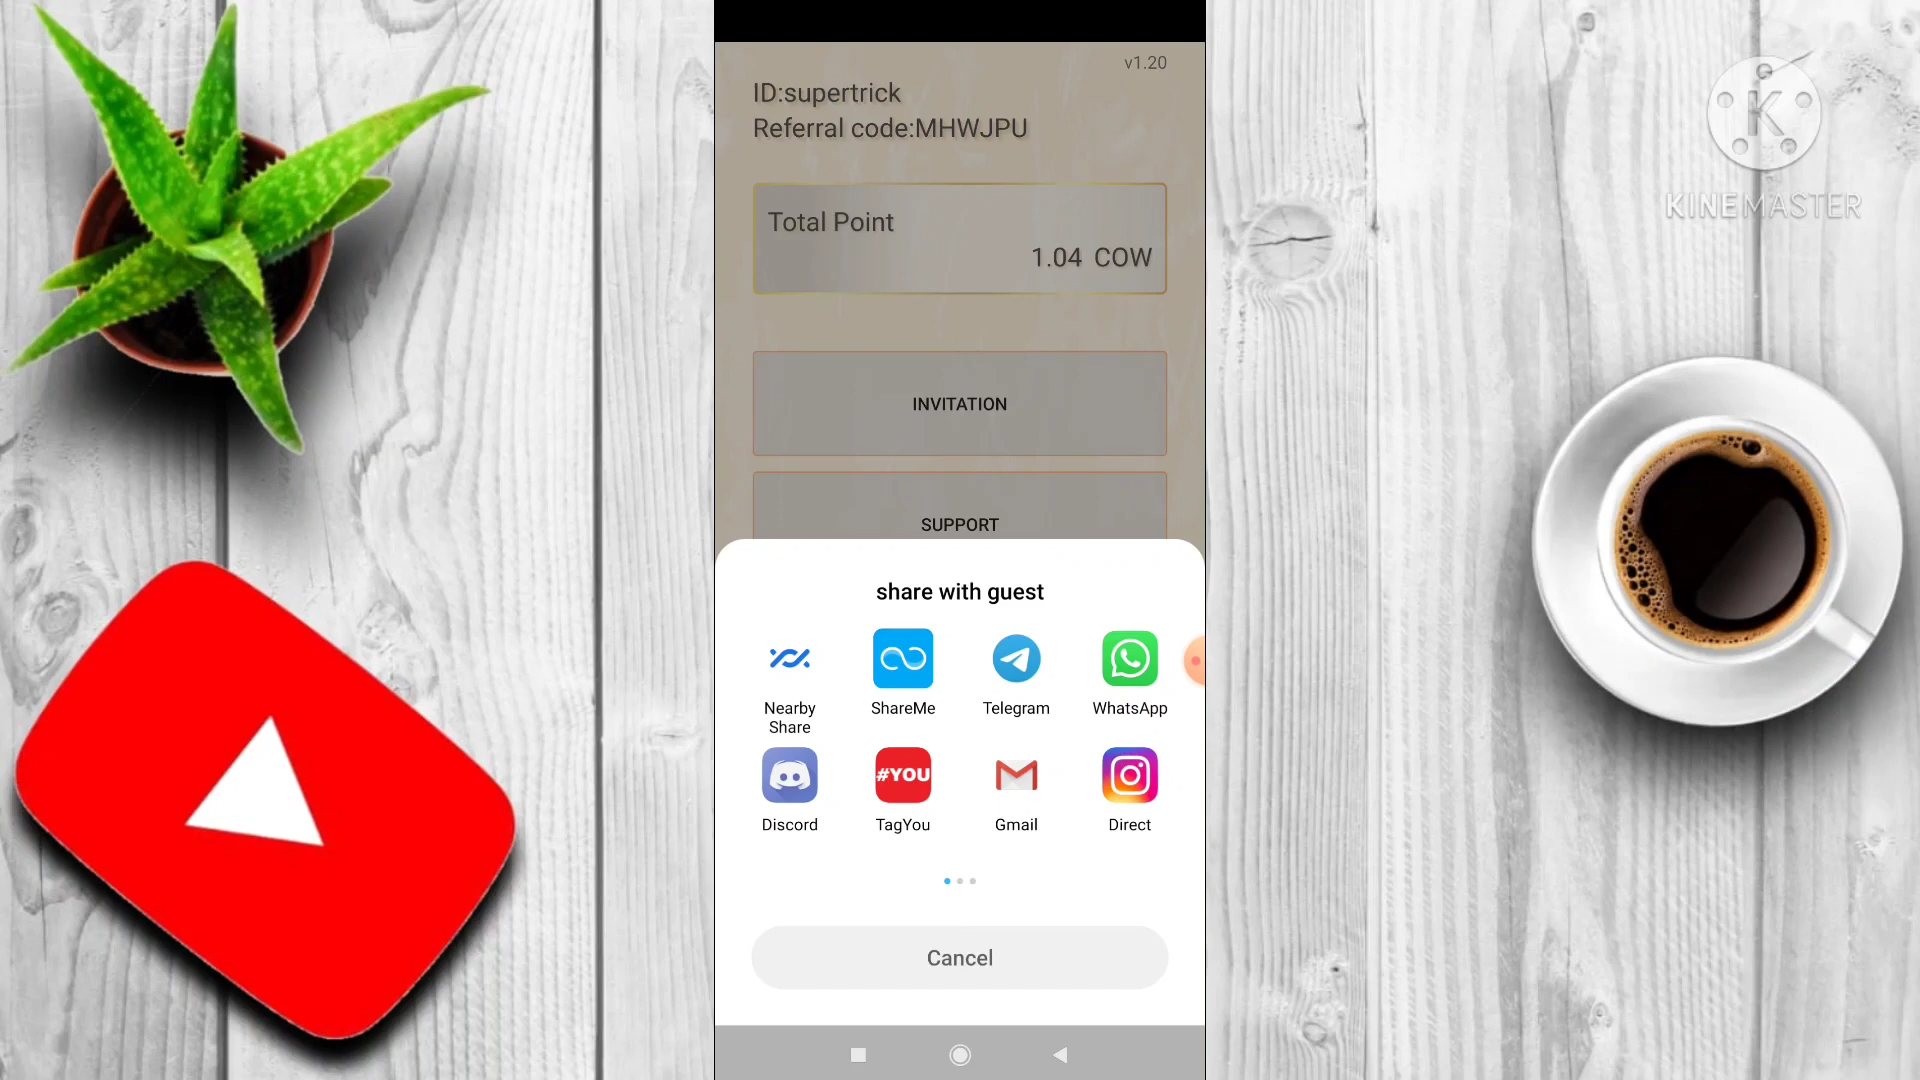 v1.20
ID:supertrick
Referral code:MHWJPU
Total Point
1.04 COW
INVITATION
SUPPORT
share with guest
Nearby
Share
ShareMe
Telegram
WhatsApp
#YOU
Discord
TagYou
Gmail
Direct
Cancel
K
KINEMASTER